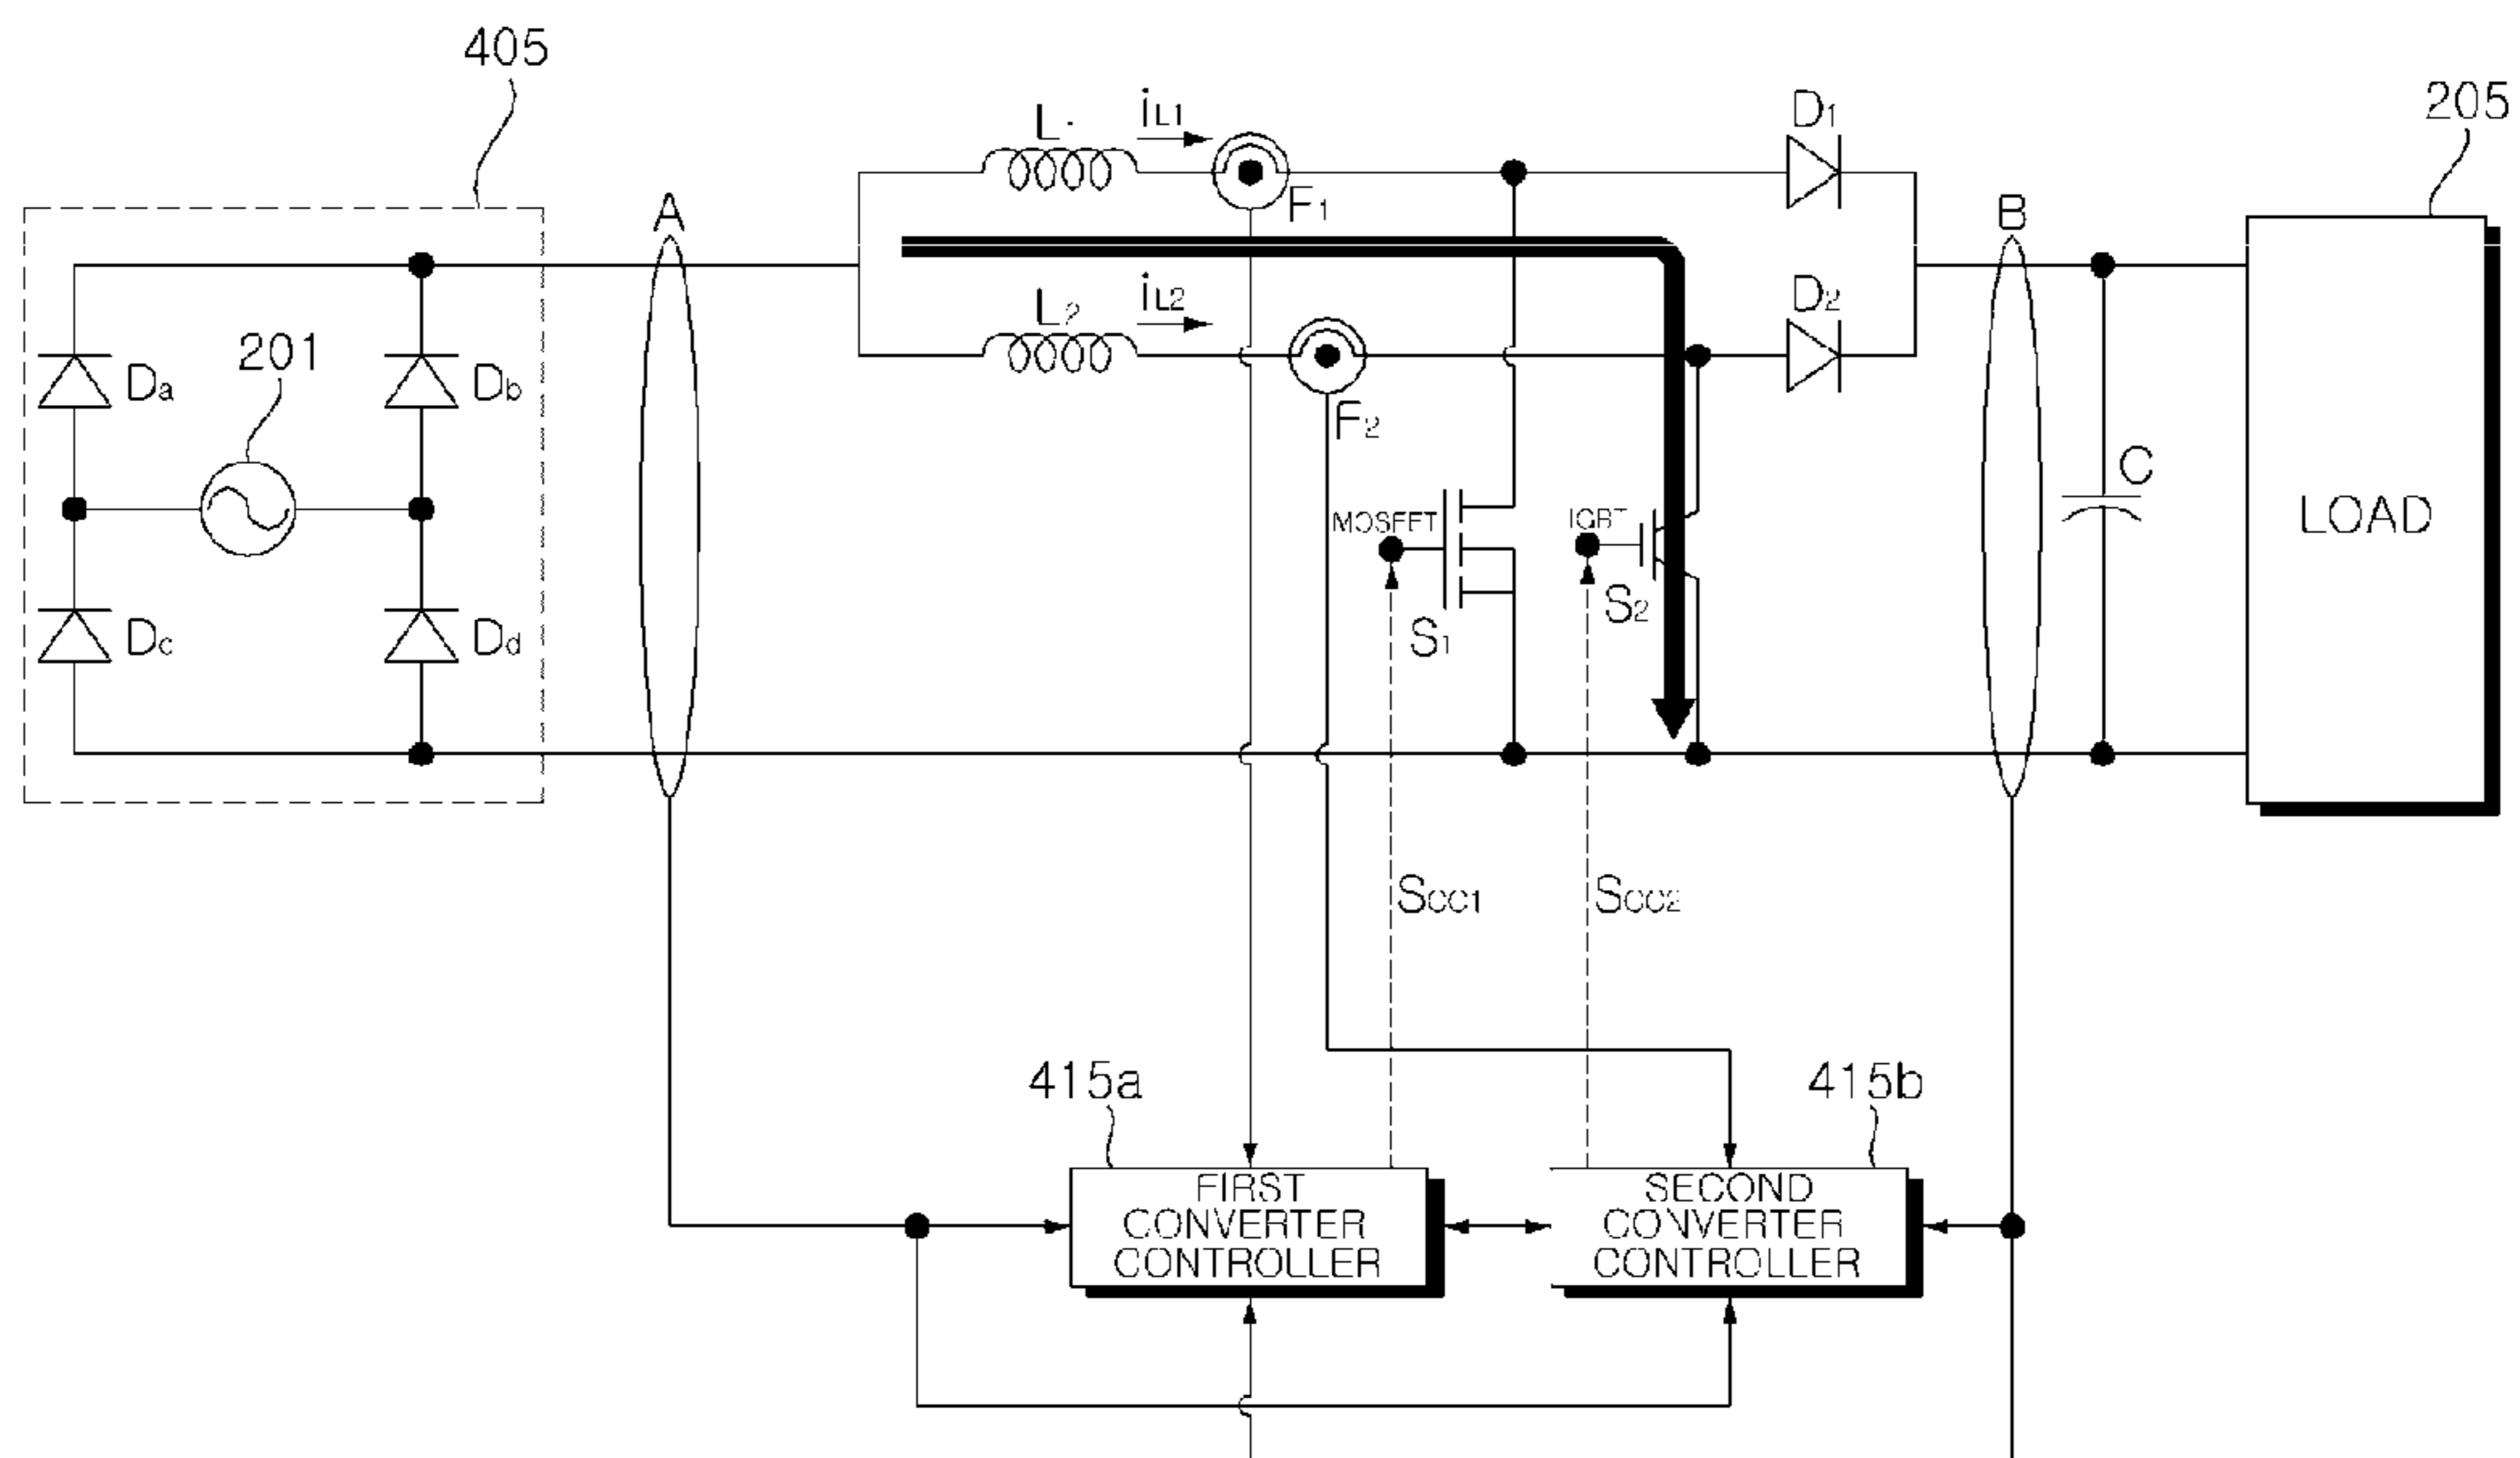 405
205
L
iL1
D1
A
F1
B
iL2
L2
D2
201
Da
Db
F2
C
MOSFET
IGBT
LOAD
S1
S2
Dc
Dd
SCC1
SCC2
415a
415b
FIRST
CONVERTER
CONTROLLER
SECOND
CONVERTER
CONTROLLER